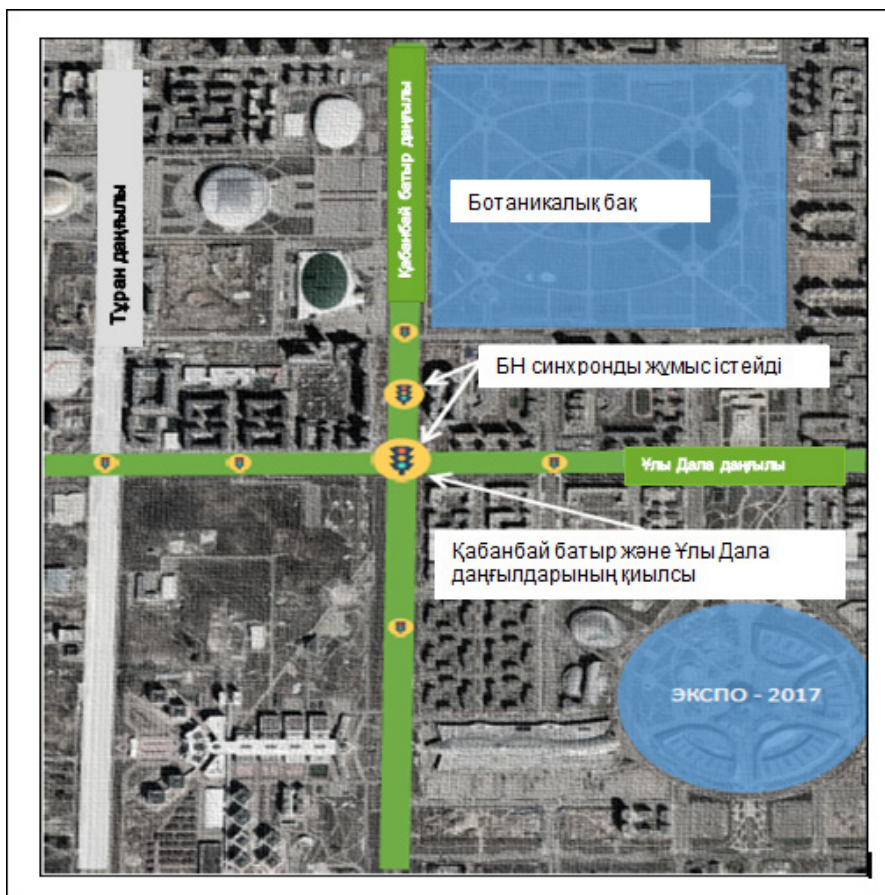 Тұран даңғылы
Қабанбай батыр даңғылы
Ботаникалық бақ
БН синхронды жұмыс істейді
Ұлы Дала даңғылы
Қабанбай батыр және Ұлы Дала
даңғылдарының қиылсы
ЭКСПО - 2017